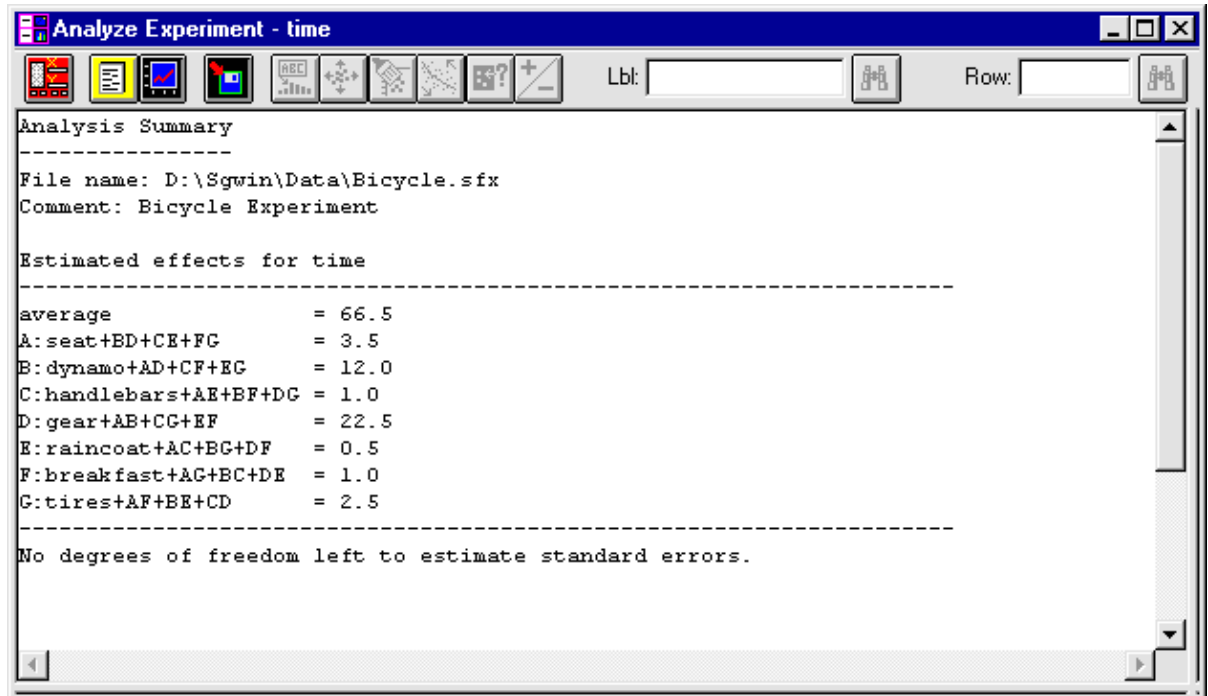 Analyze Experiment - time
ABC
Lbl:
Row:
Analysis Summary
----------------
File name: D:\Sgwin\Data\Bicycle.sfx
Comment: Bicycle Experiment
Estimated effects for time
----------------------------------------------------------------------
average = 66.5
A:seat+BD+CE+FG = 3.5
B:dynamo+AD+CF+EG = 12.0
C:handlebars+AE+BF+DG = 1.0
D:gear+AB+CG+EF = 22.5
E:raincoat+AC+BG+DF = 0.5
F:breakfast+AG+BC+DE = 1.0
G:tires+AF+BE+CD = 2.5
----------------------------------------------------------------------
No degrees of freedom left to estimate standard errors.